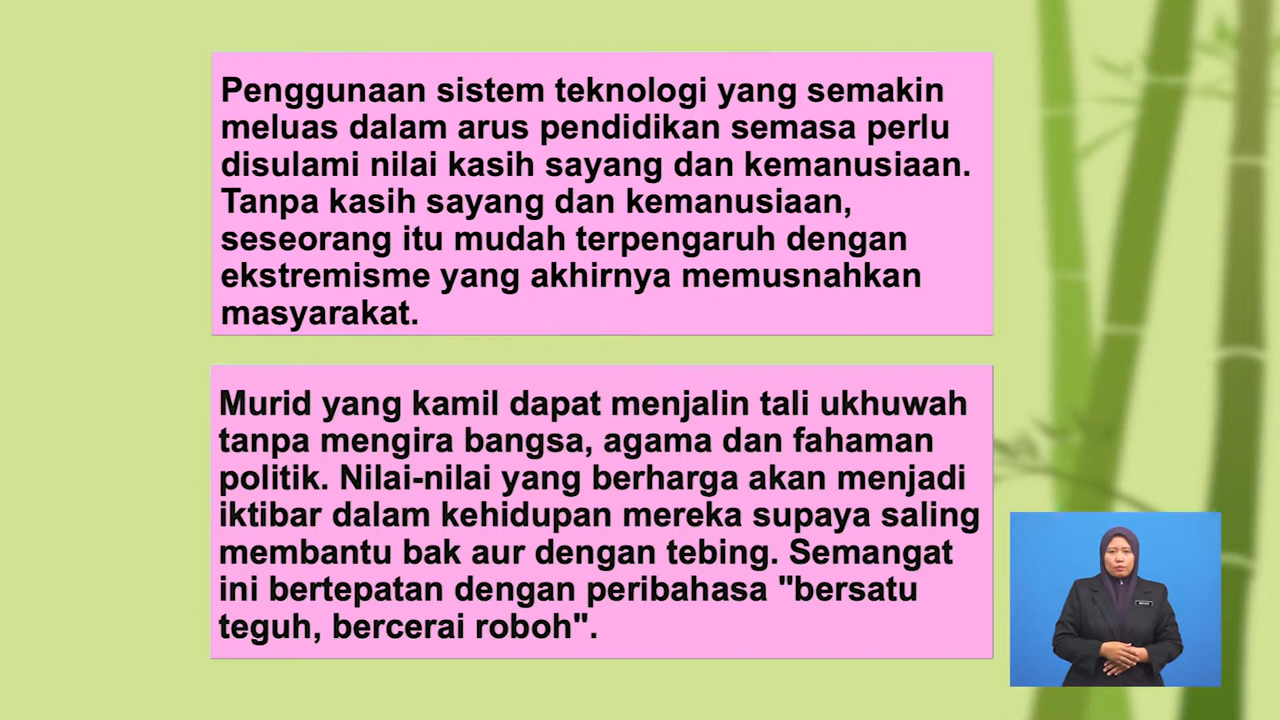 Penggunaan sistem teknologi yang semakin
meluas dalam arus pendidikan semasa perlu
disulami nilai kasih sayang dan kemanusiaan.
Tanpa kasih sayang dan kemanusiaan,
seseorang itu mudah terpengaruh dengan
ekstremisme yang akhirnya memusnahkan
masyarakat.
Murid yang kamil dapat menjalin tali ukhuwah
tanpa mengira bangsa, agama dan fahaman
politik. Nilai-nilai yang berharga akan menjadi
iktibar dalam kehidupan mereka supaya saling
membantu bak aur dengan tebing. Semangat
ini bertepatan dengan peribahasa "bersatu
teguh, bercerai roboh".